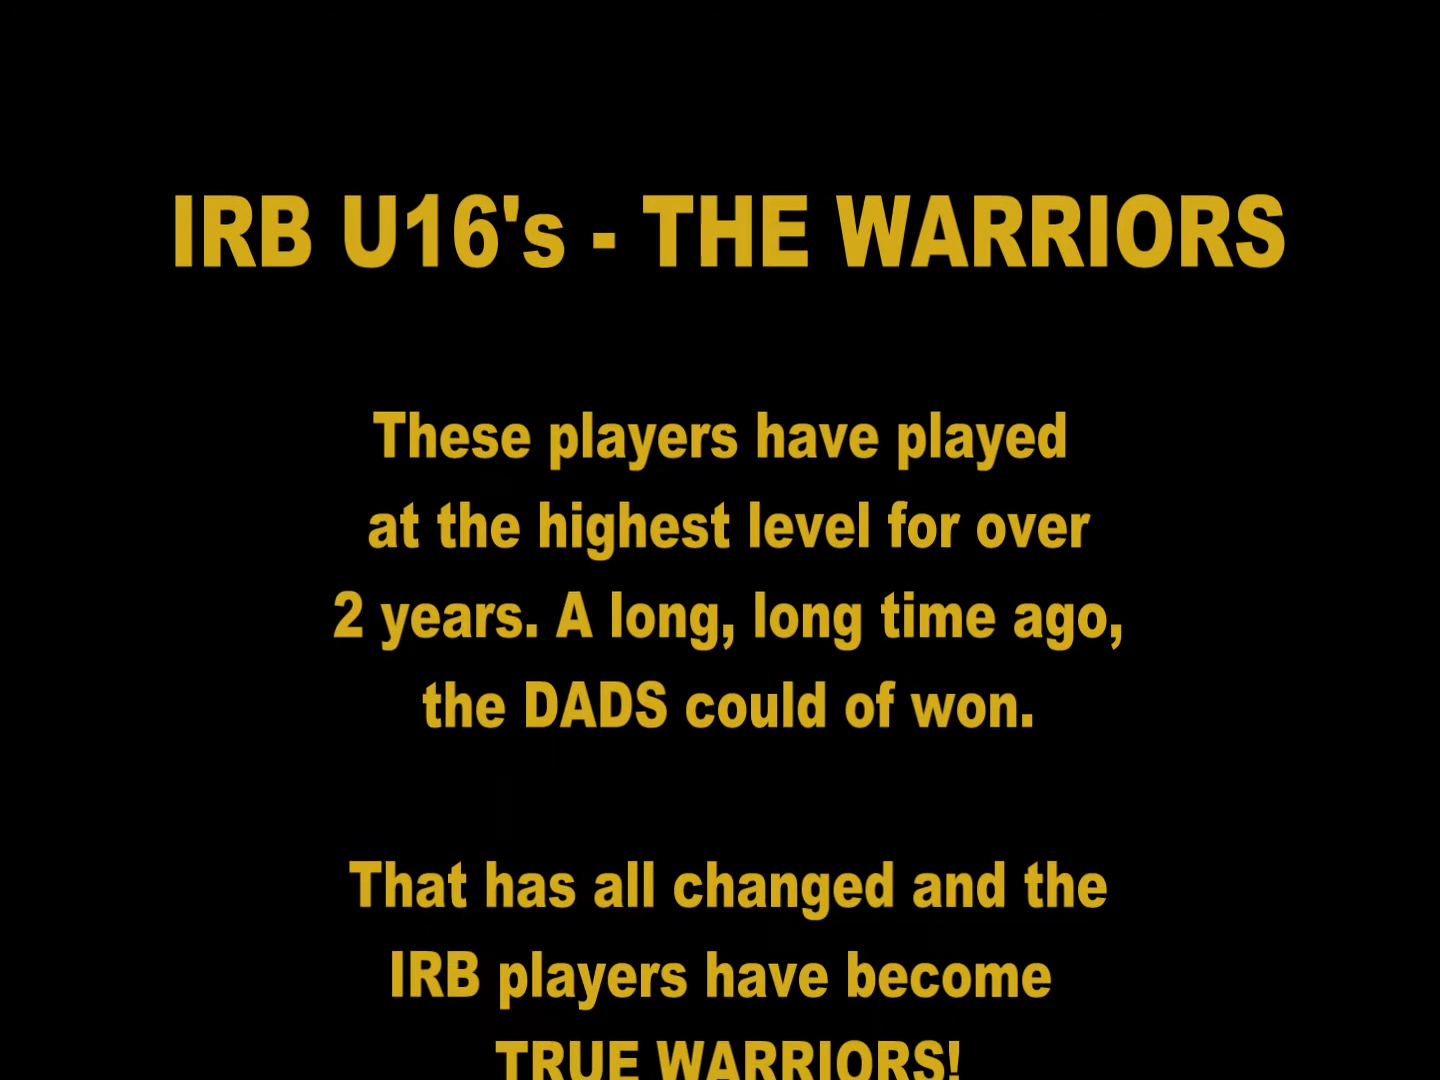 IRB U16's - THE WARRIORS
These players have played
at the highest level for over
2 years. A long, long time ago,
the DADS could of won.
That has all changed and the
IRB players have become
TRUE WARRIORS!